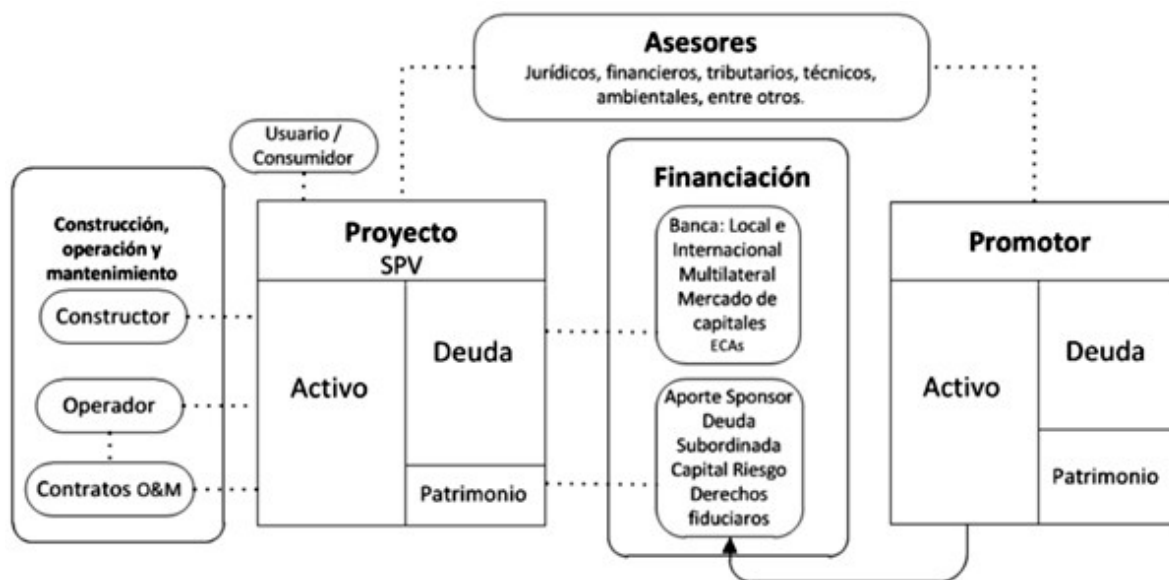 Asesores
Jurídicos, financieros, tributarios, técnicos,
ambientales, entre otros.
Usuario /
Consumidor
Construcción,
operación y
mantenimiento
Constructor
Operador
Contratos O&M
Proyecto
SPV
Activo
Deuda
Patrimonio
Financiación
Banca: Local e
Internacional
Multilateral
Mercado de
capitales
ECAs
Aporte Sponsor
Deuda
Subordinada
Capital Riesgo
Derechos
fiduciaros
Promotor
Activo
Deuda
Patrimonio